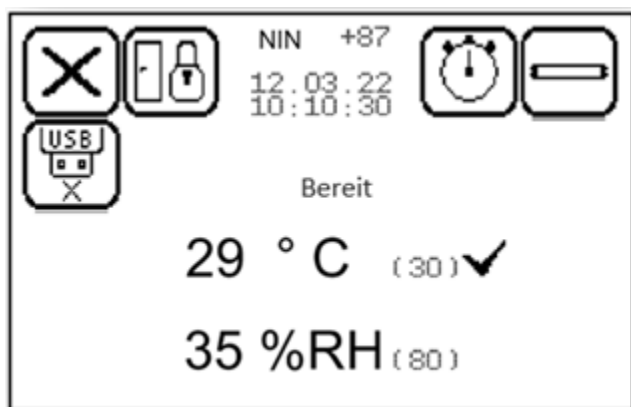 NIN +87
12.03.22
10:10:30
USB
X
Bereit
29 °C (30)
35 %RH (80)